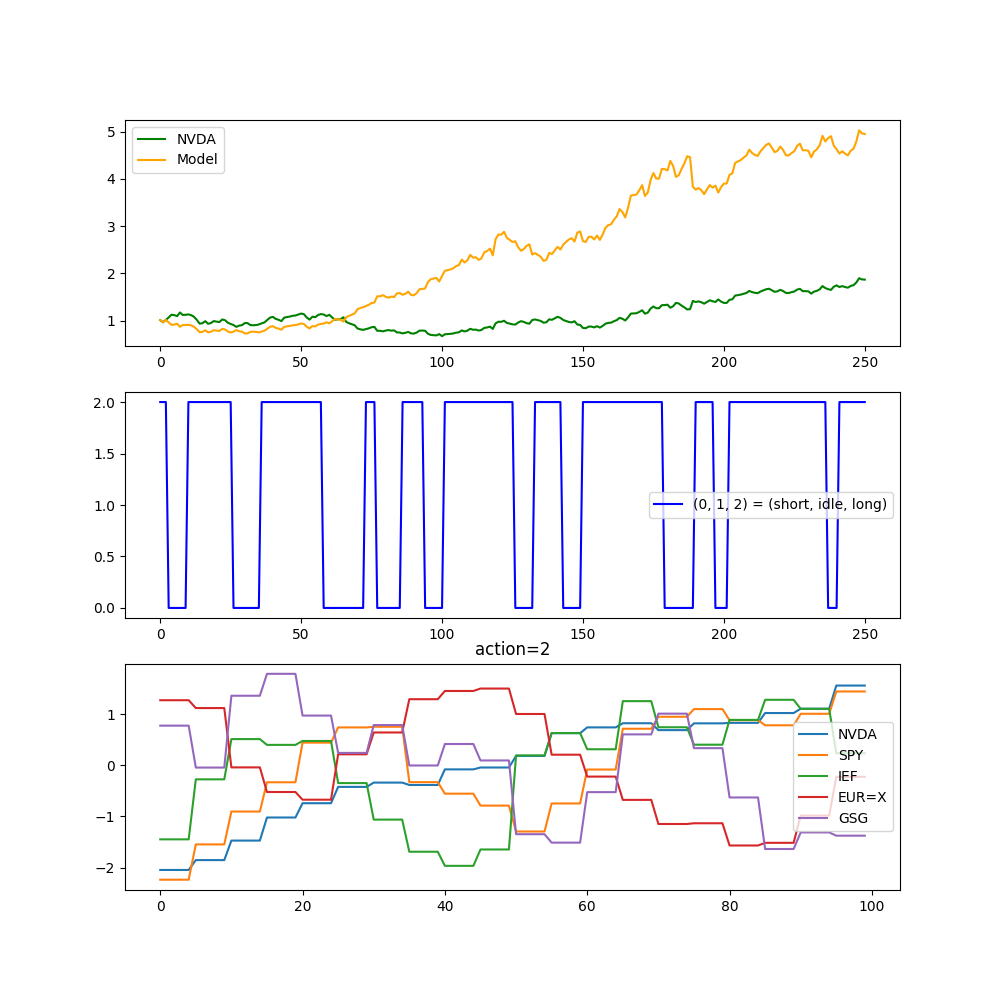 NVDA
Model
5
4
3
2
1
0 50 100 150 200 250
2.0
1.5
1.0
0.5
0.0
(0, 1, 2) = (short, idle, long)
0 50 100 150 200 250
action=2
1
0
−1
−2
NVDA
SPY
IEF
EUR=X
GSG
0 20 40 60 80 100